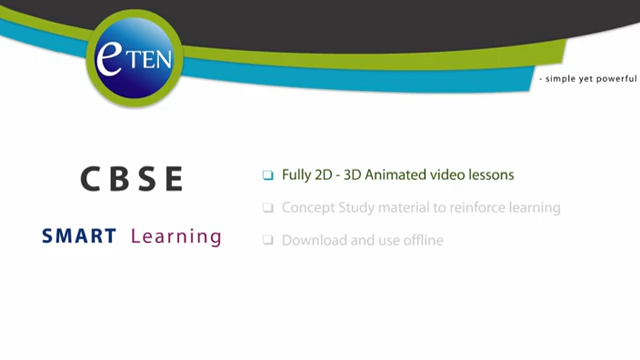 eTEN
- simple yet powerful
CBSE
SMART Learning
Fully 2D - 3D Animated video lessons
Concept Study material to reinforce learning
Download and use offline